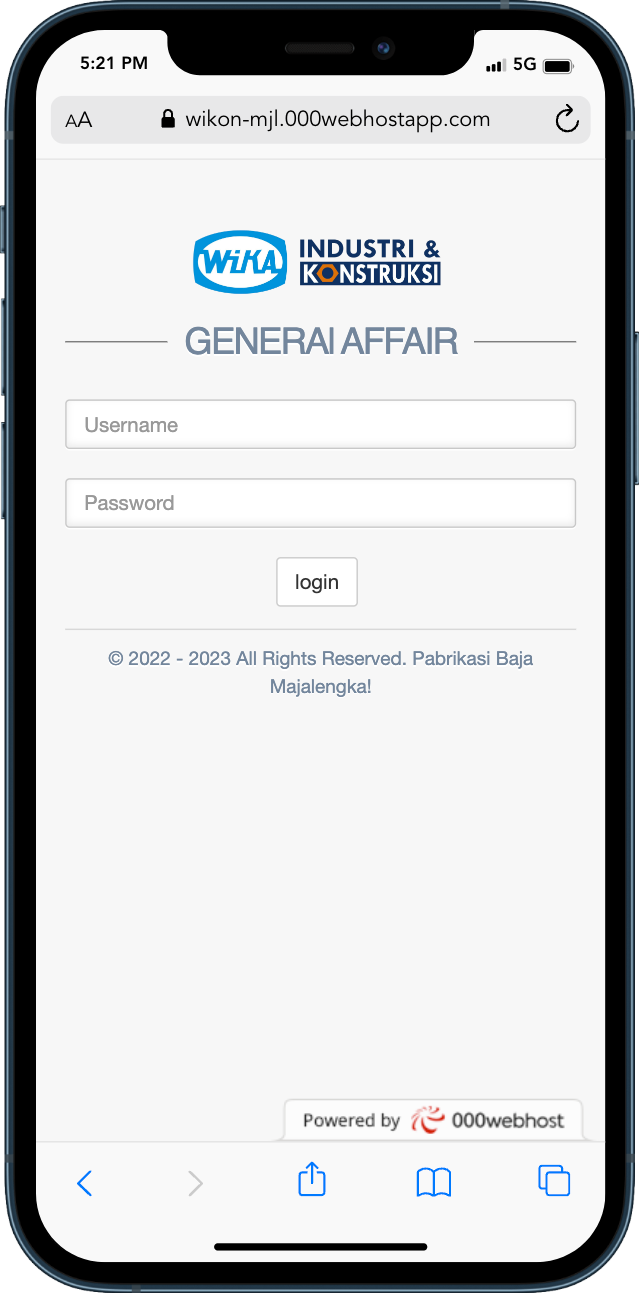 5:21 PM 5G
AA wikon-mjl.000webhostapp.com
WiKA INDUSTRI &
KONSTRUKSI
GENERAl AFFAIR
Username
Password
login
© 2022 - 2023 All Rights Reserved. Pabrikasi Baja
Majalengka!
Powered by 000webhost